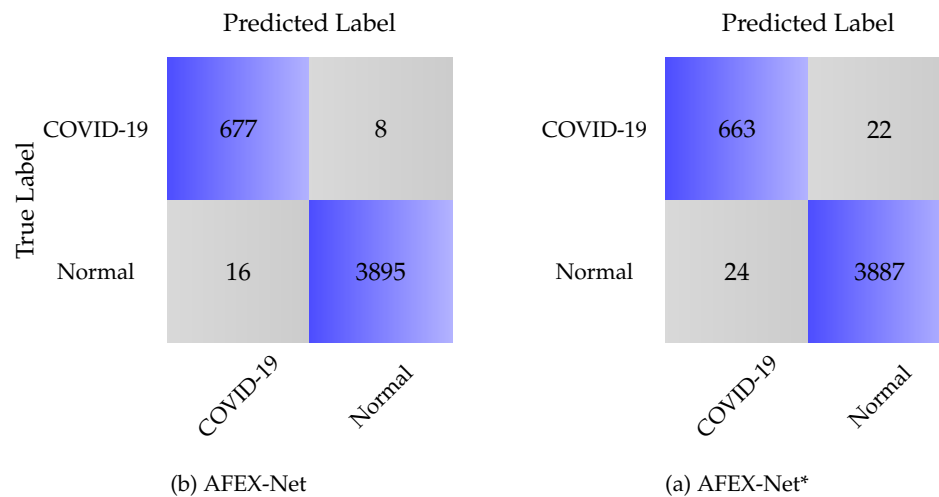 Predicted Label
True Label
COVID-19
677
8
Normal
16
3895
COVID-19
Normal
(b) AFEX-Net
Predicted Label
COVID-19
663
22
Normal
24
3887
COVID-19
Normal
(a) AFEX-Net*